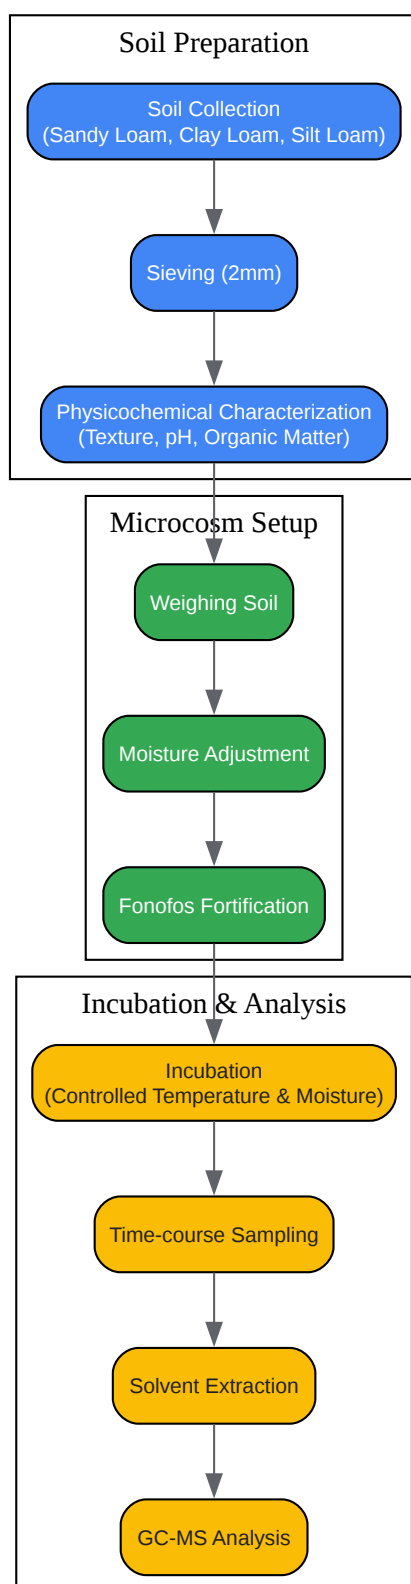 Soil Preparation
Soil Collection
(Sandy Loam, Clay Loam, Silt Loam)
Sieving (2mm)
Physicochemical Characterization
(Texture, pH, Organic Matter)
Microcosm Setup
Weighing Soil
Moisture Adjustment
Fonofos Fortification
Incubation & Analysis
Incubation
(Controlled Temperature & Moisture)
Time-course Sampling
Solvent Extraction
GC-MS Analysis